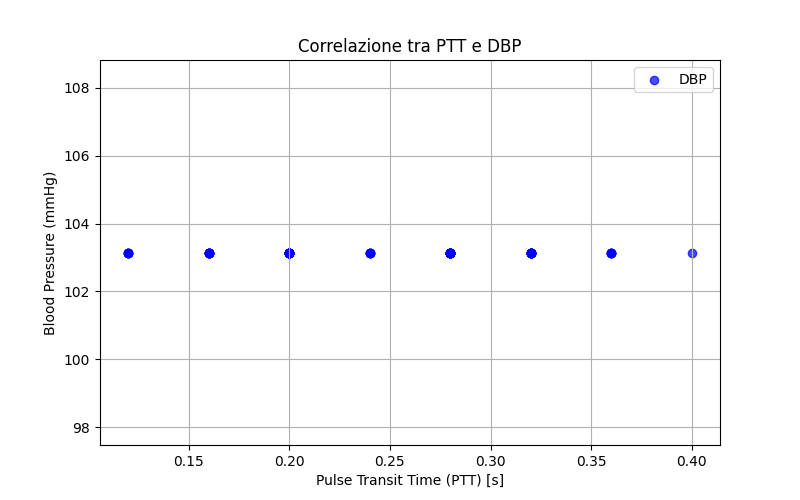 Correlazione tra PTT e DBP
DBP
108
106
104
102
100
98
Blood Pressure (mmHg)
0.15 0.20 0.25 0.30 0.35 0.40
Pulse Transit Time (PTT) [s]